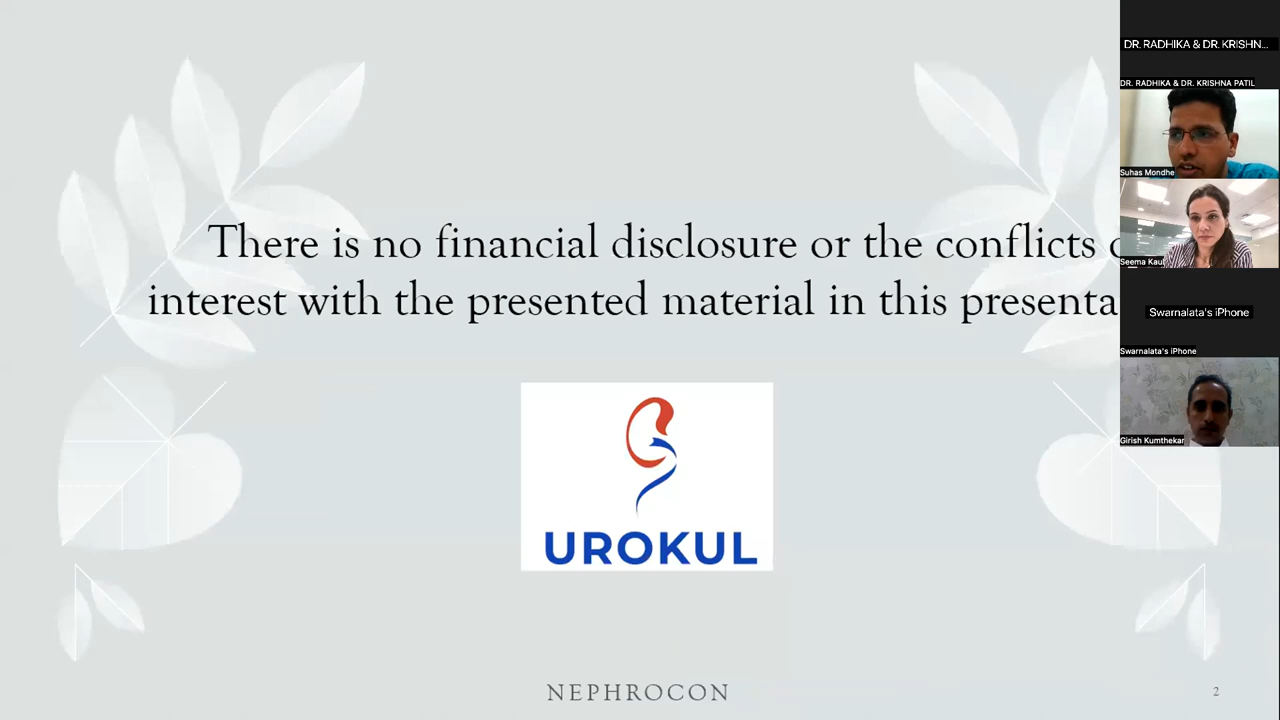 There is no financial disclosure or the conflicts
interest with the presented material in this presenta
UROKUL
NEPHROCON
2
DR. RADHIKA & DR. KRISHN...
DR. RADHIKA & DR. KRISHNA PATIL
Suhas Mondhe
Seema Kaul
Swarnalata's iPhone
Swarnalata's iPhone
Girish Kumthekar